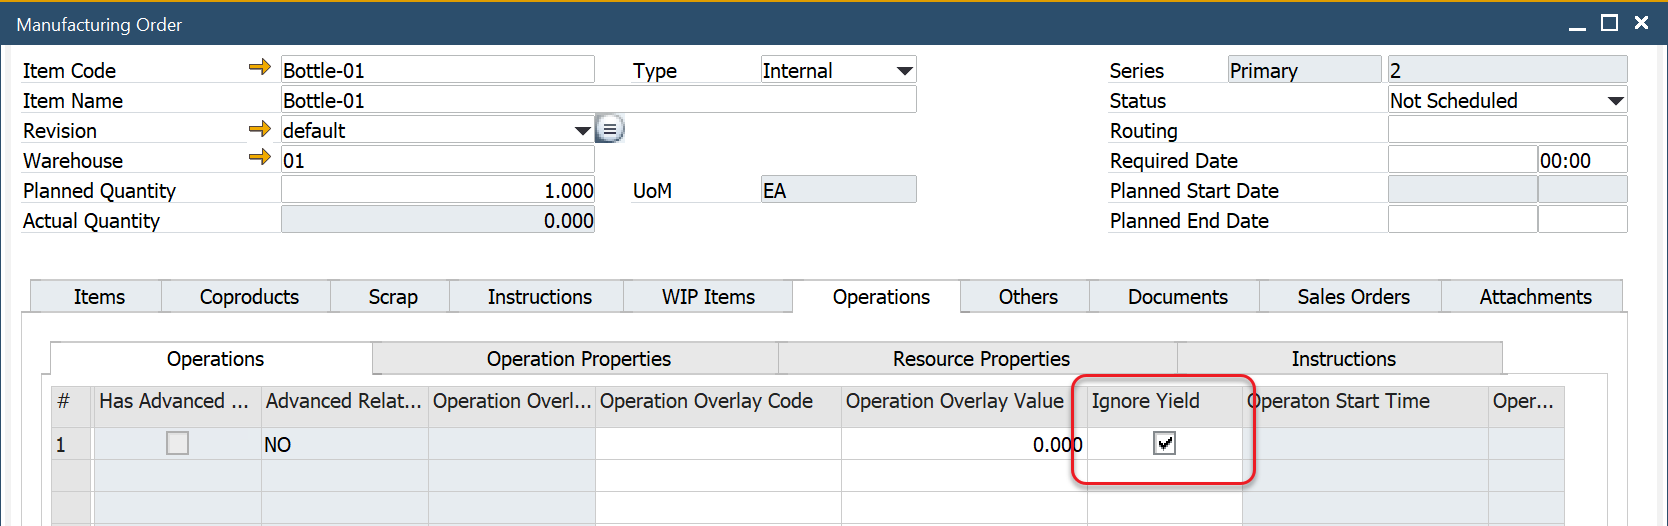 Manufacturing Order
Item Code Bottle-01 Type Internal Series Primary 2
Item Name Bottle-01 Status Not Scheduled
Revision default Routing
Warehouse 01 Required Date 00:00
Planned Quantity 1.000 UoM EA Planned Start Date
Actual Quantity 0.000 Planned End Date
Items Coproducts Scrap Instructions WIP Items Operations Others Documents Sales Orders Attachments
Operations Operation Properties Resource Properties Instructions
# Has Advanced ... Advanced Relat... Operation Overl... Operation Overlay Code Operation Overlay Value Ignore Yield Operaton Start Time Oper...
1 NO 0.000